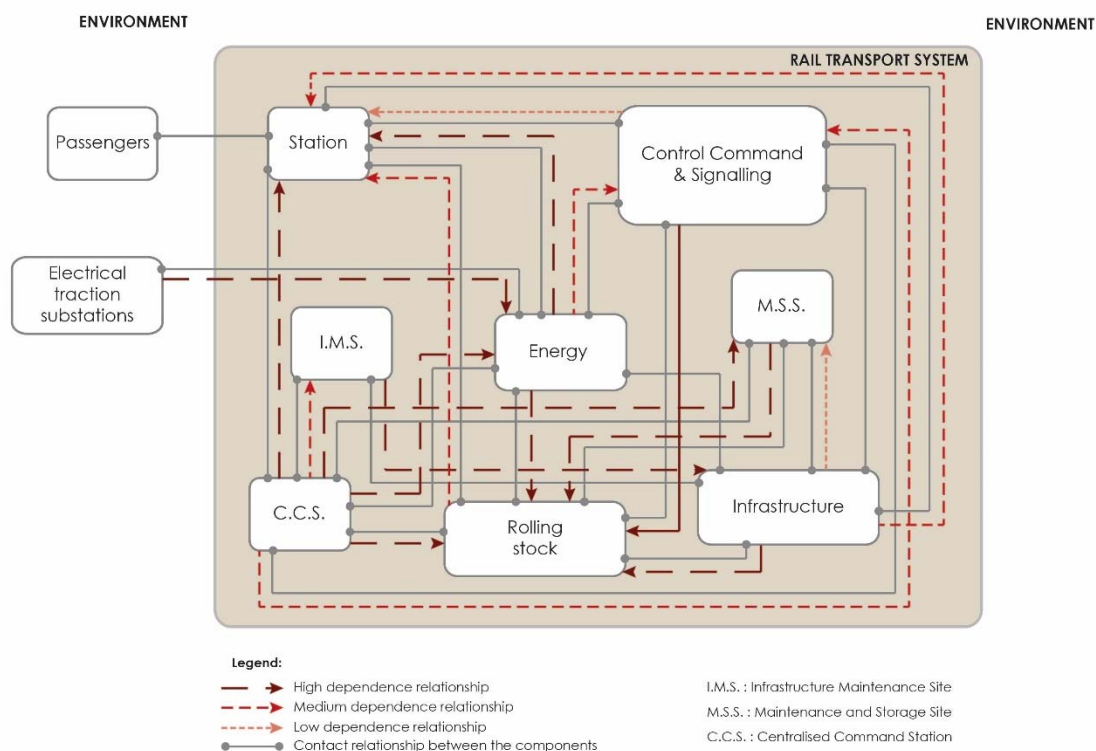 ENVIRONMENT
ENVIRONMENT
RAIL TRANSPORT SYSTEM
Passengers
Station
Control Command
& Signalling
Electrical
traction
substations
I.M.S.
Energy
M.S.S.
C.C.S.
Rolling
stock
Infrastructure
Legend:
High dependence relationship
Medium dependence relationship
Low dependence relationship
Contact relationship between the components
I.M.S. : Infrastructure Maintenance Site
M.S.S. : Maintenance and Storage Site
C.C.S. : Centralised Command Station